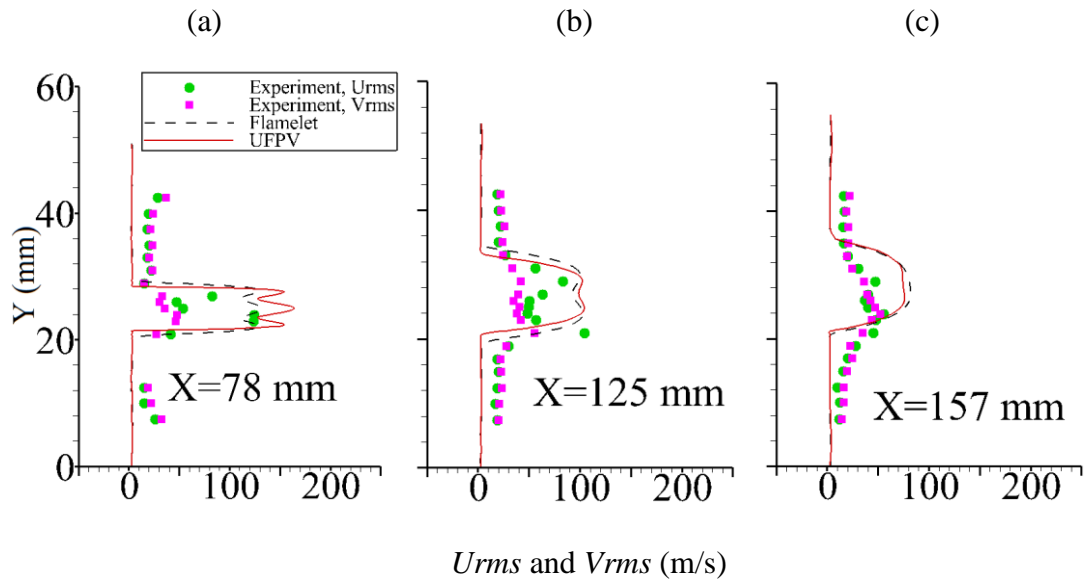 (a) (b) (c)
60
Experiment, Urms
Experiment, Vrms
Flamelet
UFPV
40
Y (mm)
20
X=78 mm X=125 mm X=157 mm
0
0 100 200 0 100 200 0 100 200
Urms and Vrms (m/s)